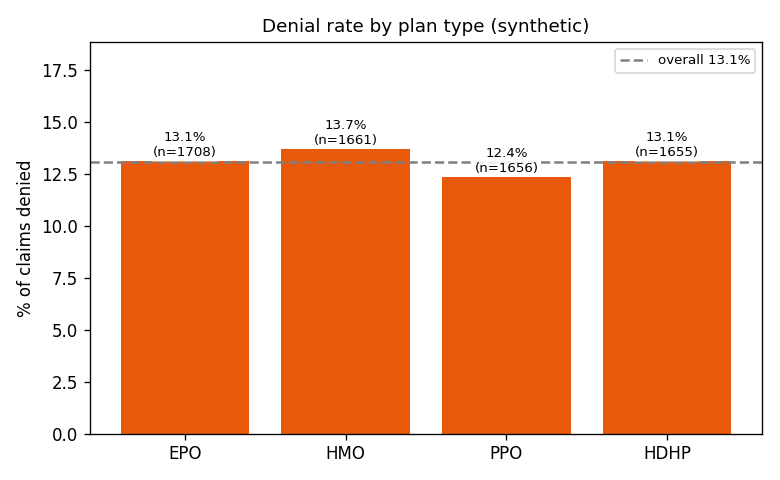 Denial rate by plan type (synthetic)
overall 13.1%
% of claims denied
17.5
15.0
12.5
10.0
7.5
5.0
2.5
0.0
13.1%
(n=1708)
13.7%
(n=1661)
12.4%
(n=1656)
13.1%
(n=1655)
EPO
HMO
PPO
HDHP